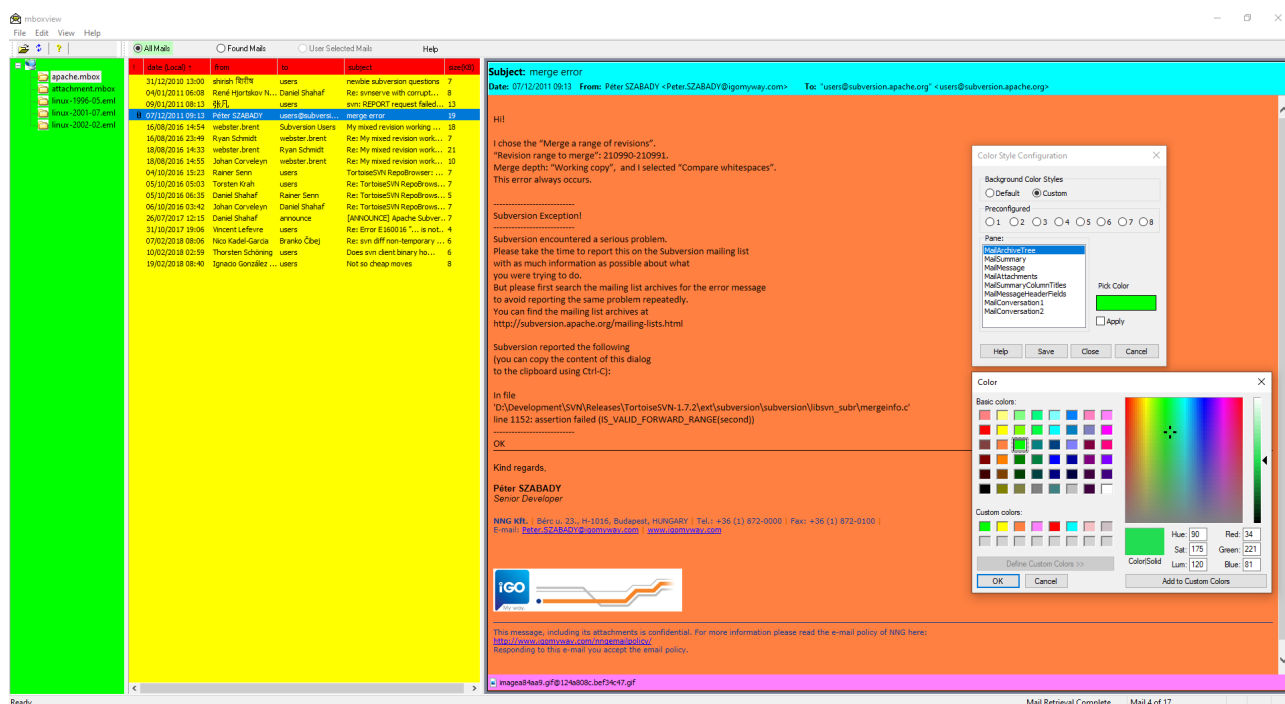 mboxview
File Edit View Help
All Mails Found Mails User Selected Mails Help
apache.mbox
attachment.mbox
linux-1996-05.eml
linux-2001-07.eml
linux-2002-02.eml
! date (Local) from to subject size(KB)
31/12/2010 13:00 shirish शिरीष users newbie subversion questions 7
04/01/2011 06:08 René Hjortskov N... Daniel Shahaf Re: svnserve with corrupt... 8
09/01/2011 08:13 张凡 users svn: REPORT request failed... 13
07/12/2011 09:13 Péter SZABADY users@subversi... merge error 19
16/08/2016 14:54 webster.brent Subversion Users My mixed revision working ... 18
16/08/2016 23:49 Ryan Schmidt webster.brent Re: My mixed revision work... 7
18/08/2016 14:33 webster.brent Ryan Schmidt Re: My mixed revision work... 21
18/08/2016 14:55 Johan Corveleyn webster.brent Re: My mixed revision work... 10
04/10/2016 15:23 Rainer Senn users TortoiseSVN RepoBrowser: ... 7
05/10/2016 05:03 Torsten Krah users Re: TortoiseSVN RepoBrows... 7
05/10/2016 06:35 Daniel Shahaf Rainer Senn Re: TortoiseSVN RepoBrows... 5
06/10/2016 03:42 Johan Corveleyn Daniel Shahaf Re: TortoiseSVN RepoBrows... 7
26/07/2017 12:15 Daniel Shahaf announce [ANNOUNCE] Apache Subver... 7
31/10/2017 19:06 Vincent Lefevre users Re: Error E160016 "... is not... 4
07/02/2018 08:06 Nico Kadel-Garcia Branko Čibej Re: svn diff non-temporary ... 6
10/02/2018 02:59 Thorsten Schöning users Does svn client binary ho... 6
19/02/2018 08:40 Ignacio González ... users Not so cheap moves 8
Subject: merge error
Date: 07/12/2011 09:13 From: Péter SZABADY <Peter.SZABADY@igomyway.com> To: "users@subversion.apache.org" <users@subversion.apache.org>
Hi!
I chose the “Merge a range of revisions”.
“Revision range to merge”: 210990-210991.
Merge depth: “Working copy”, and I selected “Compare whitespaces”.
This error always occurs.
---------------------------
Subversion Exception!
---------------------------
Subversion encountered a serious problem.
Please take the time to report this on the Subversion mailing list
with as much information as possible about what
you were trying to do.
But please first search the mailing list archives for the error message
to avoid reporting the same problem repeatedly.
You can find the mailing list archives at
http://subversion.apache.org/mailing-lists.html
Subversion reported the following
(you can copy the content of this dialog
to the clipboard using Ctrl-C):
In file
'D:\Development\SVN\Releases\TortoiseSVN-1.7.2\ext\subversion\subversion\libsvn_subr\mergeinfo.c'
line 1152: assertion failed (IS_VALID_FORWARD_RANGE(second))
---------------------------
OK
Kind regards,
Péter SZABADY
Senior Developer
NNG Kft. | Bérc u. 23., H-1016, Budapest, HUNGARY | Tel.: +36 (1) 872-0000 | Fax: +36 (1) 872-0100 |
E-mail: Peter.SZABADY@igomyway.com | www.igomyway.com
iGO
My way.
This message, including its attachments is confidential. For more information please read the e-mail policy of NNG here:
http://www.igomyway.com/nngemailpolicy/
Responding to this e-mail you accept the email policy.
imagea84aa9.gif@124a808c.bef34c47.gif
Color Style Configuration
Background Color Styles
Default Custom
Preconfigured
1 2 3 4 5 6 7 8
Pane:
MailArchiveTree
MailSummary
MailMessage
MailAttachments
MailSummaryColumnTitles
MailMessageHeaderFields
MailConversation1
MailConversation2
Pick Color
Apply
Help Save Close Cancel
Color
Basic colors:
Custom colors:
Define Custom Colors >>
OK Cancel
Color|Solid
Hue: 90 Red: 34
Sat: 175 Green: 221
Lum: 120 Blue: 81
Add to Custom Colors
Ready Mail Retrieval Complete Mail 4 of 17